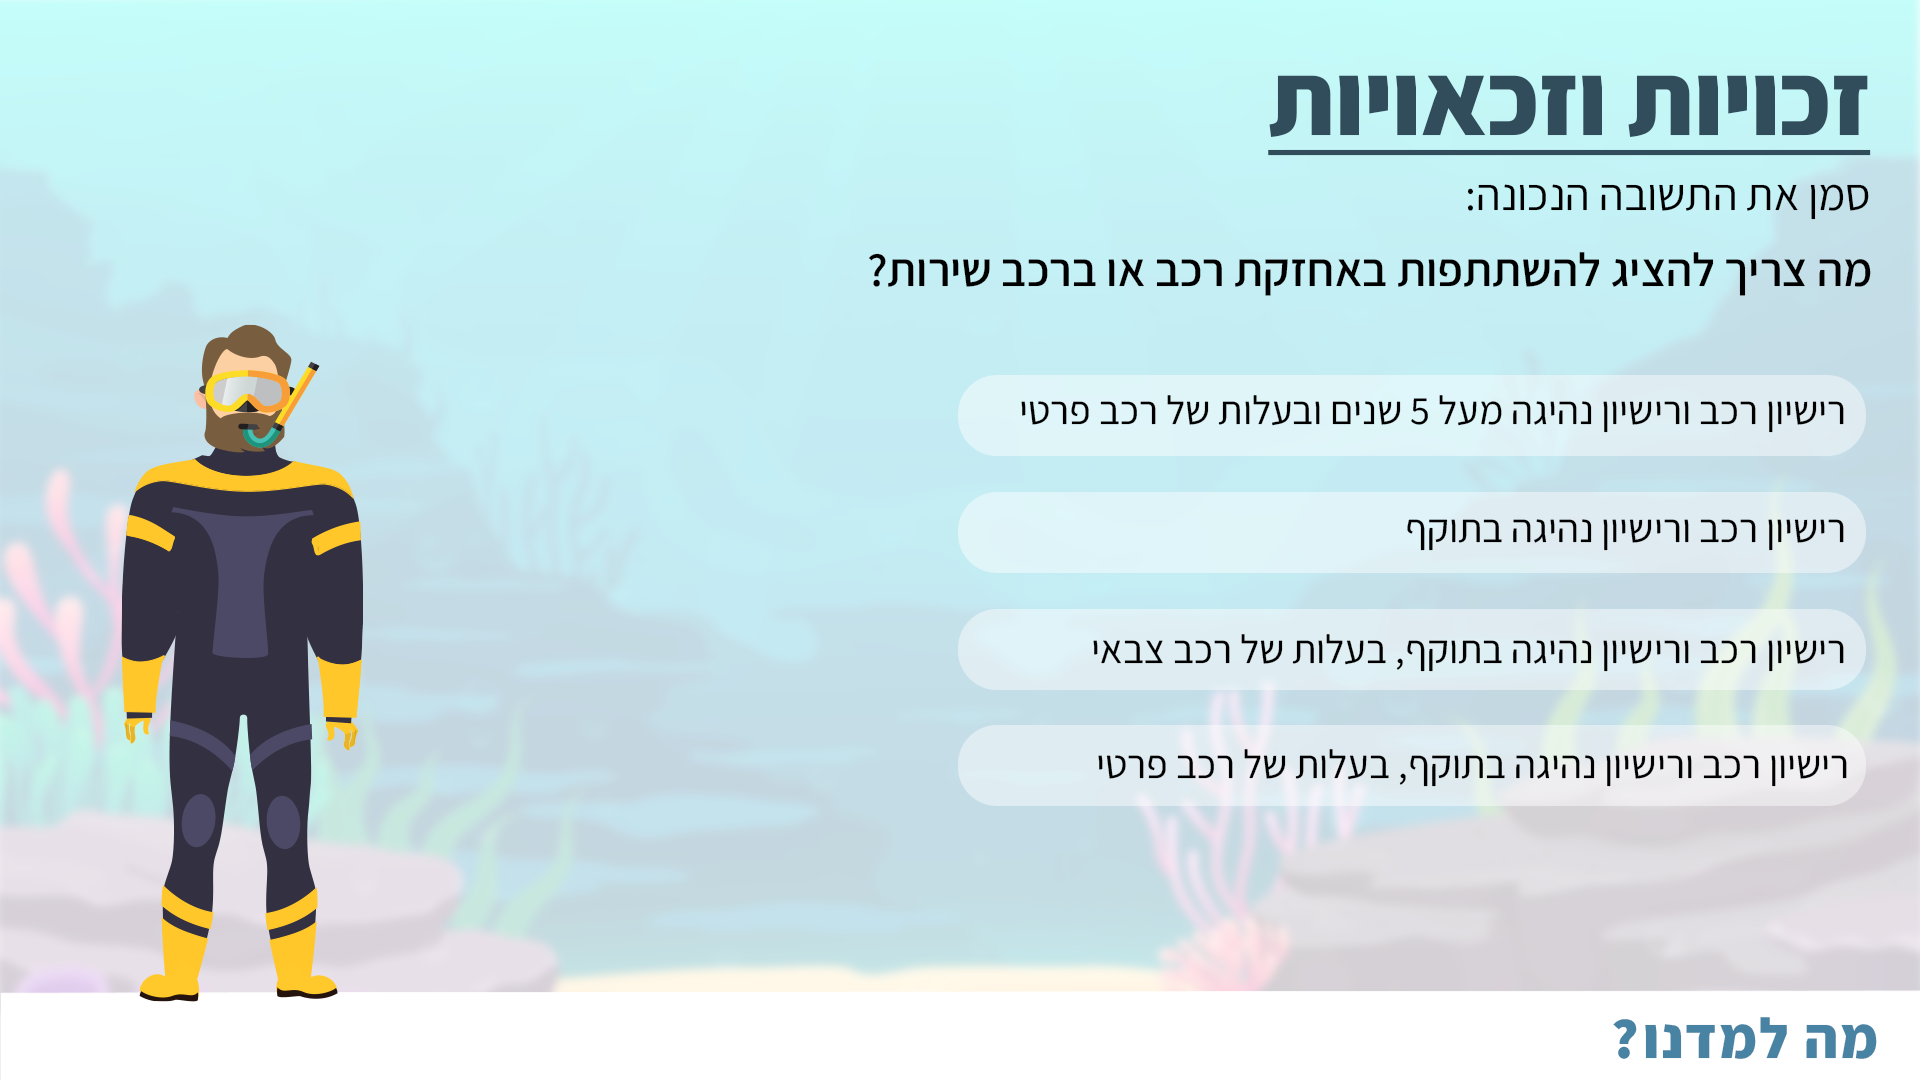 זכויות וזכאויות
סמן את התשובה הנכונה:
מה צריך להציג להשתתפות באחזקת רכב או ברכב שירות?
רישיון רכב ורישיון נהיגה מעל 5 שנים ובעלות של רכב פרטי
רישיון רכב ורישיון נהיגה בתוקף
רישיון רכב ורישיון נהיגה בתוקף, בעלות של רכב צבאי
רישיון רכב ורישיון נהיגה בתוקף, בעלות של רכב פרטי
מה למדנו?